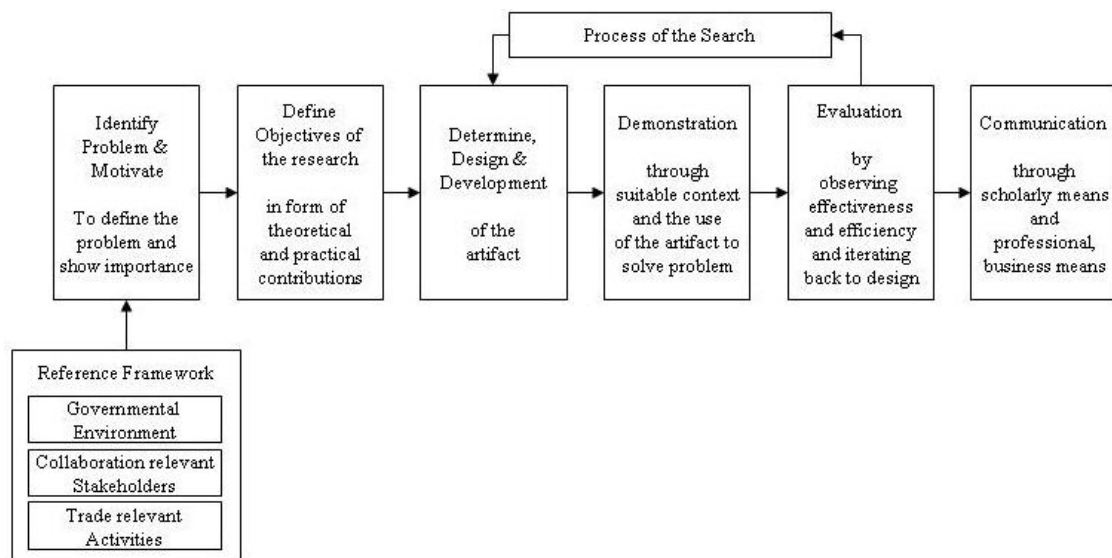 Process of the Search
Identify
Problem &
Motivate
To define the
problem and
show importance
Define
Objectives of
the research
in form of
theoretical
and practical
contributions
Determine,
Design &
Development
of the
artifact
Demonstration
through
suitable context
and the use
of the artifact to
solve problem
Evaluation
by
observing
effectiveness
and efficiency
and iterating
back to design
Communication
through
scholarly means
and
professional,
business means
Reference Framework
Governmental
Environment
Collaboration relevant
Stakeholders
Trade relevant
Activities